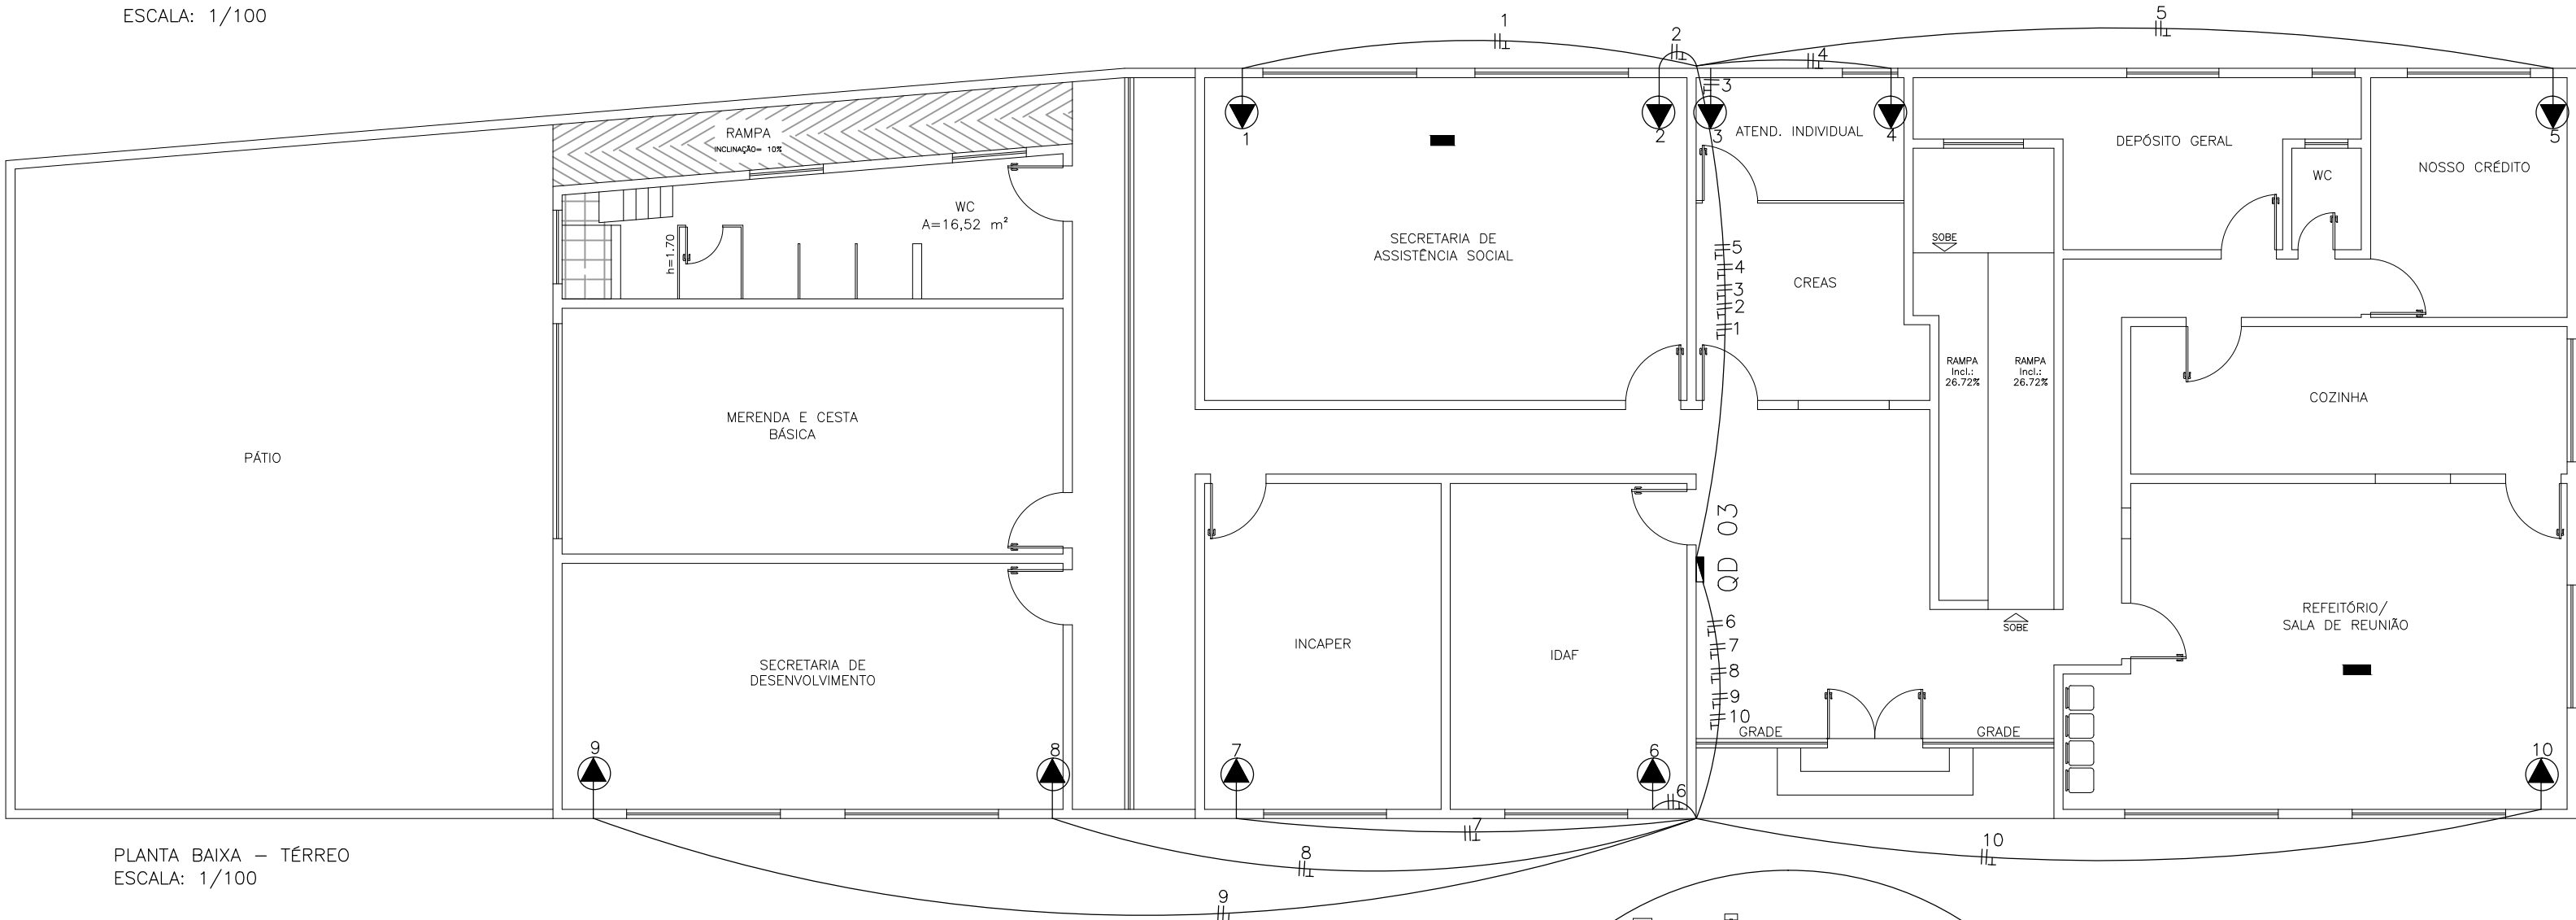 ESCALA: 1/100
1
2
5
4
3
1
2
3
4
5
RAMPA
INCLINAÇÃO= 10%
ATEND. INDIVIDUAL
DEPÓSITO GERAL
NOSSO CRÉDITO
WC
WC
A=16,52 m²
h=1.70
SECRETARIA DE
ASSISTÊNCIA SOCIAL
SOBE
5
4
3
2
1
CREAS
RAMPA
Incl.:
26.72%
RAMPA
Incl.:
26.72%
COZINHA
MERENDA E CESTA
BÁSICA
PÁTIO
QD 03
REFEITÓRIO/
SALA DE REUNIÃO
SOBE
INCAPER
IDAF
SECRETARIA DE
DESENVOLVIMENTO
6
7
8
9
10
GRADE
GRADE
9
8
7
6
10
6
7
8
9
10
PLANTA BAIXA – TÉRREO
ESCALA: 1/100